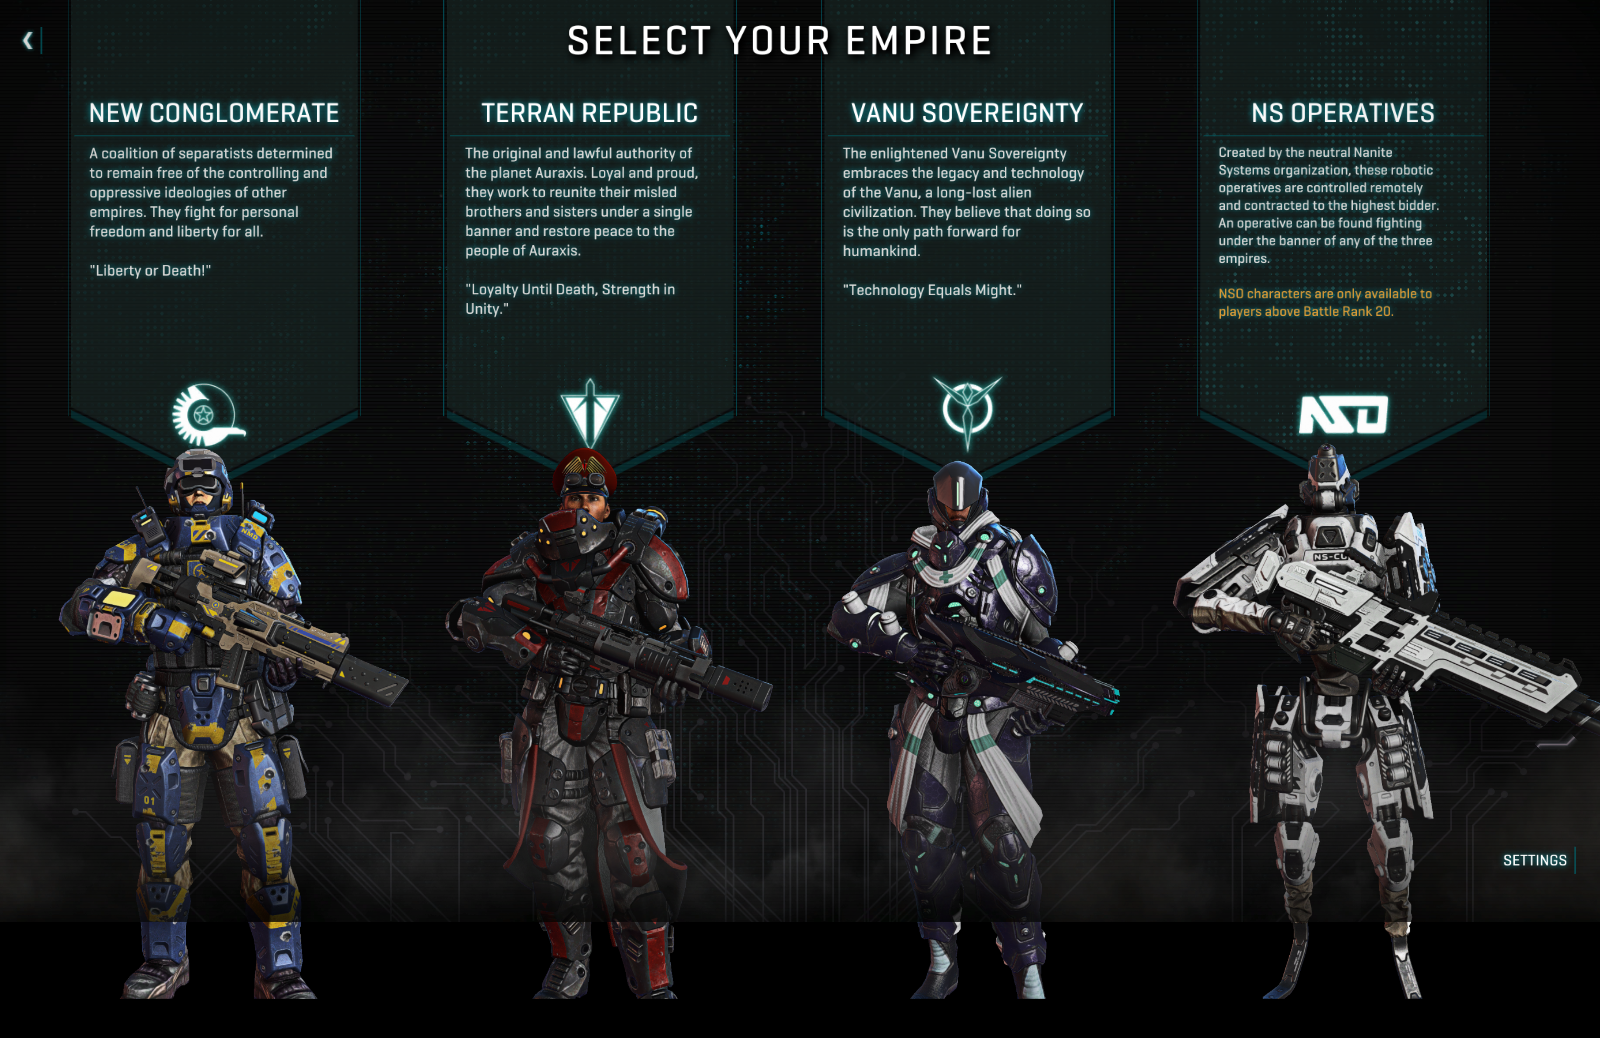 SELECT YOUR EMPIRE
NEW CONGLOMERATE
A coalition of separatists determined
to remain free of the controlling and
oppressive ideologies of other
empires. They fight for personal
freedom and liberty for all.
"Liberty or Death!"
TERRAN REPUBLIC
The original and lawful authority of
the planet Auraxis. Loyal and proud,
they work to reunite their misled
brothers and sisters under a single
banner and restore peace to the
people of Auraxis.
"Loyalty Until Death, Strength in
Unity."
VANU SOVEREIGNTY
The enlightened Vanu Sovereignty
embraces the legacy and technology
of the Vanu, a long-lost alien
civilization. They believe that doing so
is the only path forward for
humankind.
"Technology Equals Might."
NS OPERATIVES
Created by the neutral Nanite
Systems organization, these robotic
operatives are controlled remotely
and contracted to the highest bidder.
An operative can be found fighting
under the banner of any of the three
empires.
NSO characters are only available to
players above Battle Rank 20.
NSO
01
SETTINGS